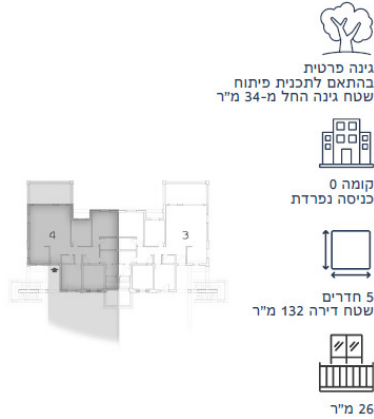 גינה פרטית
בהתאם לתכנית פיתוח
שטח גינה החל מ-34 מ"ר
קומה 0
כניסה נפרדת
4
3
5 חדרים
שטח דירה 132 מ"ר
26 מ"ר